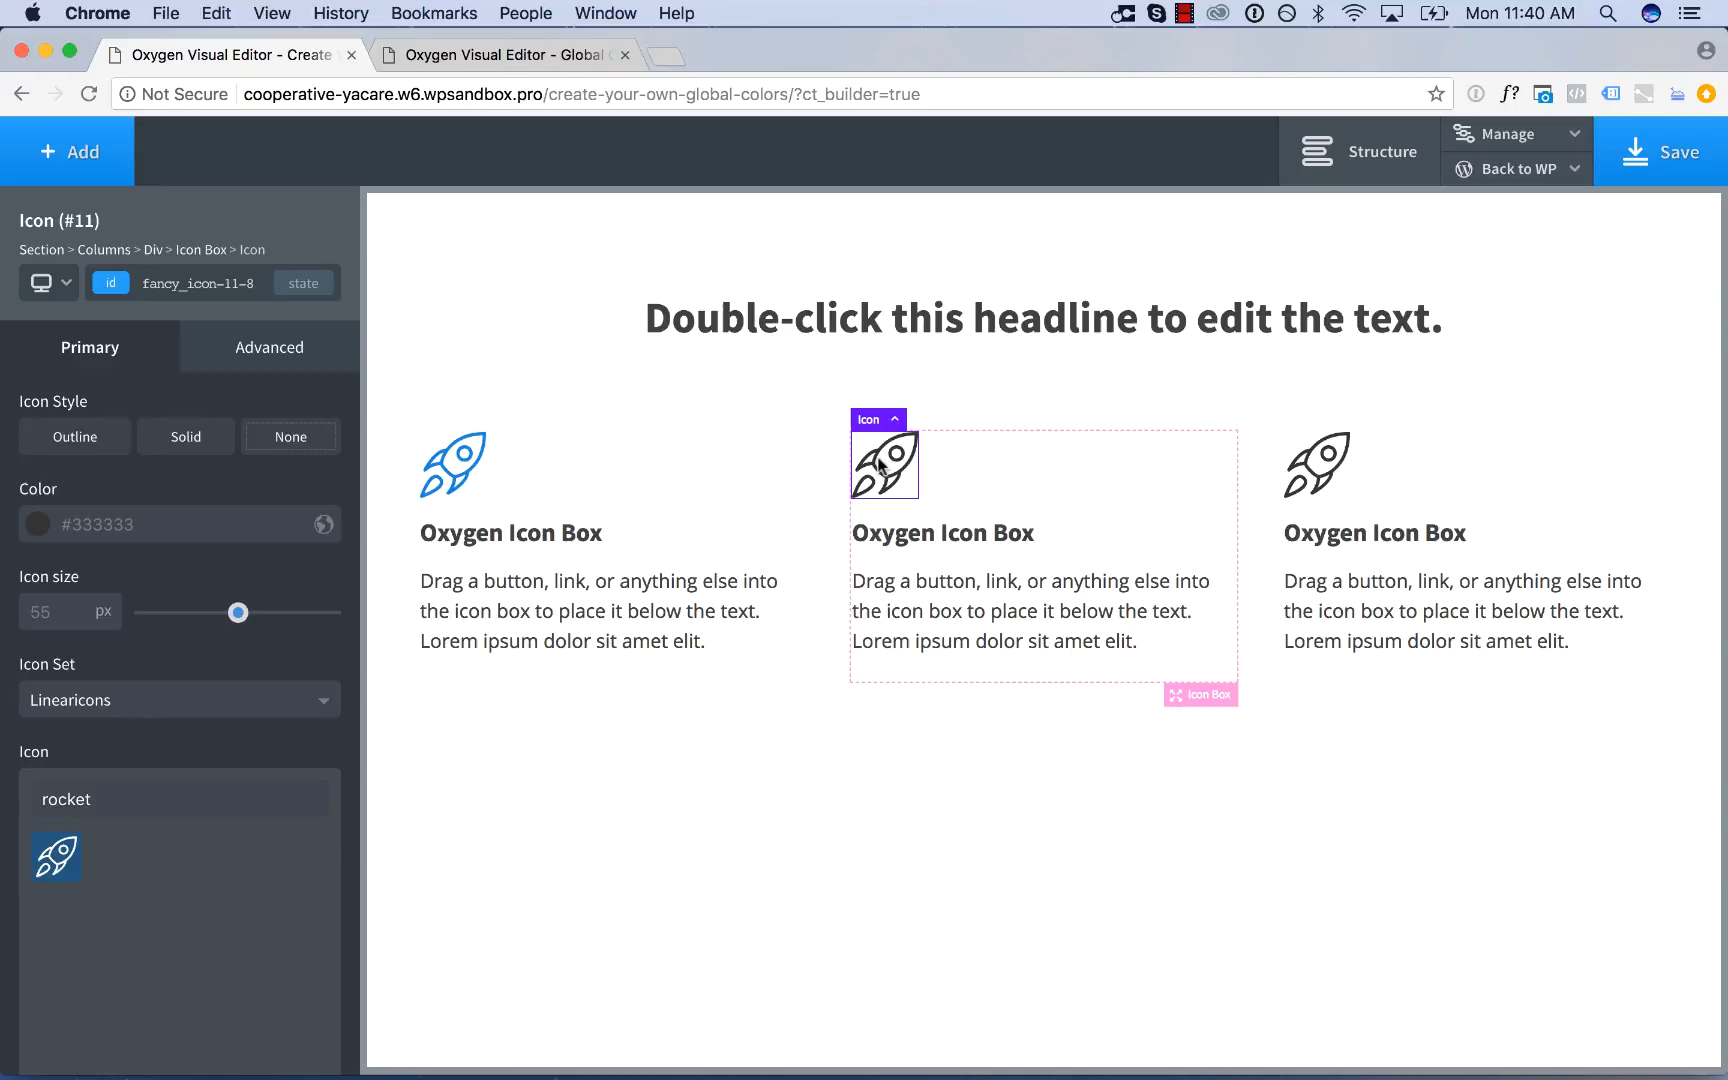 Chrome File Edit View History Bookmarks People Window Help Mon 11:40 AM
Oxygen Visual Editor - Create Oxygen Visual Editor - Global
Not Secure cooperative-yacare.w6.wpsandbox.pro/create-your-own-global-colors/?ct_builder=true f?
+ Add
Structure
Manage
Back to WP
Save
Icon (#11)
Section > Columns > Div > Icon Box > Icon
id fancy_icon-11-8 state
Primary Advanced
Icon Style
Outline Solid None
Color
#333333
Icon size
55 px
Icon Set
Linearicons
Icon
rocket
Double-click this headline to edit the text.
Oxygen Icon Box
Drag a button, link, or anything else into
the icon box to place it below the text.
Lorem ipsum dolor sit amet elit.
Icon
Oxygen Icon Box
Drag a button, link, or anything else into
the icon box to place it below the text.
Lorem ipsum dolor sit amet elit.
Icon Box
Oxygen Icon Box
Drag a button, link, or anything else into
the icon box to place it below the text.
Lorem ipsum dolor sit amet elit.